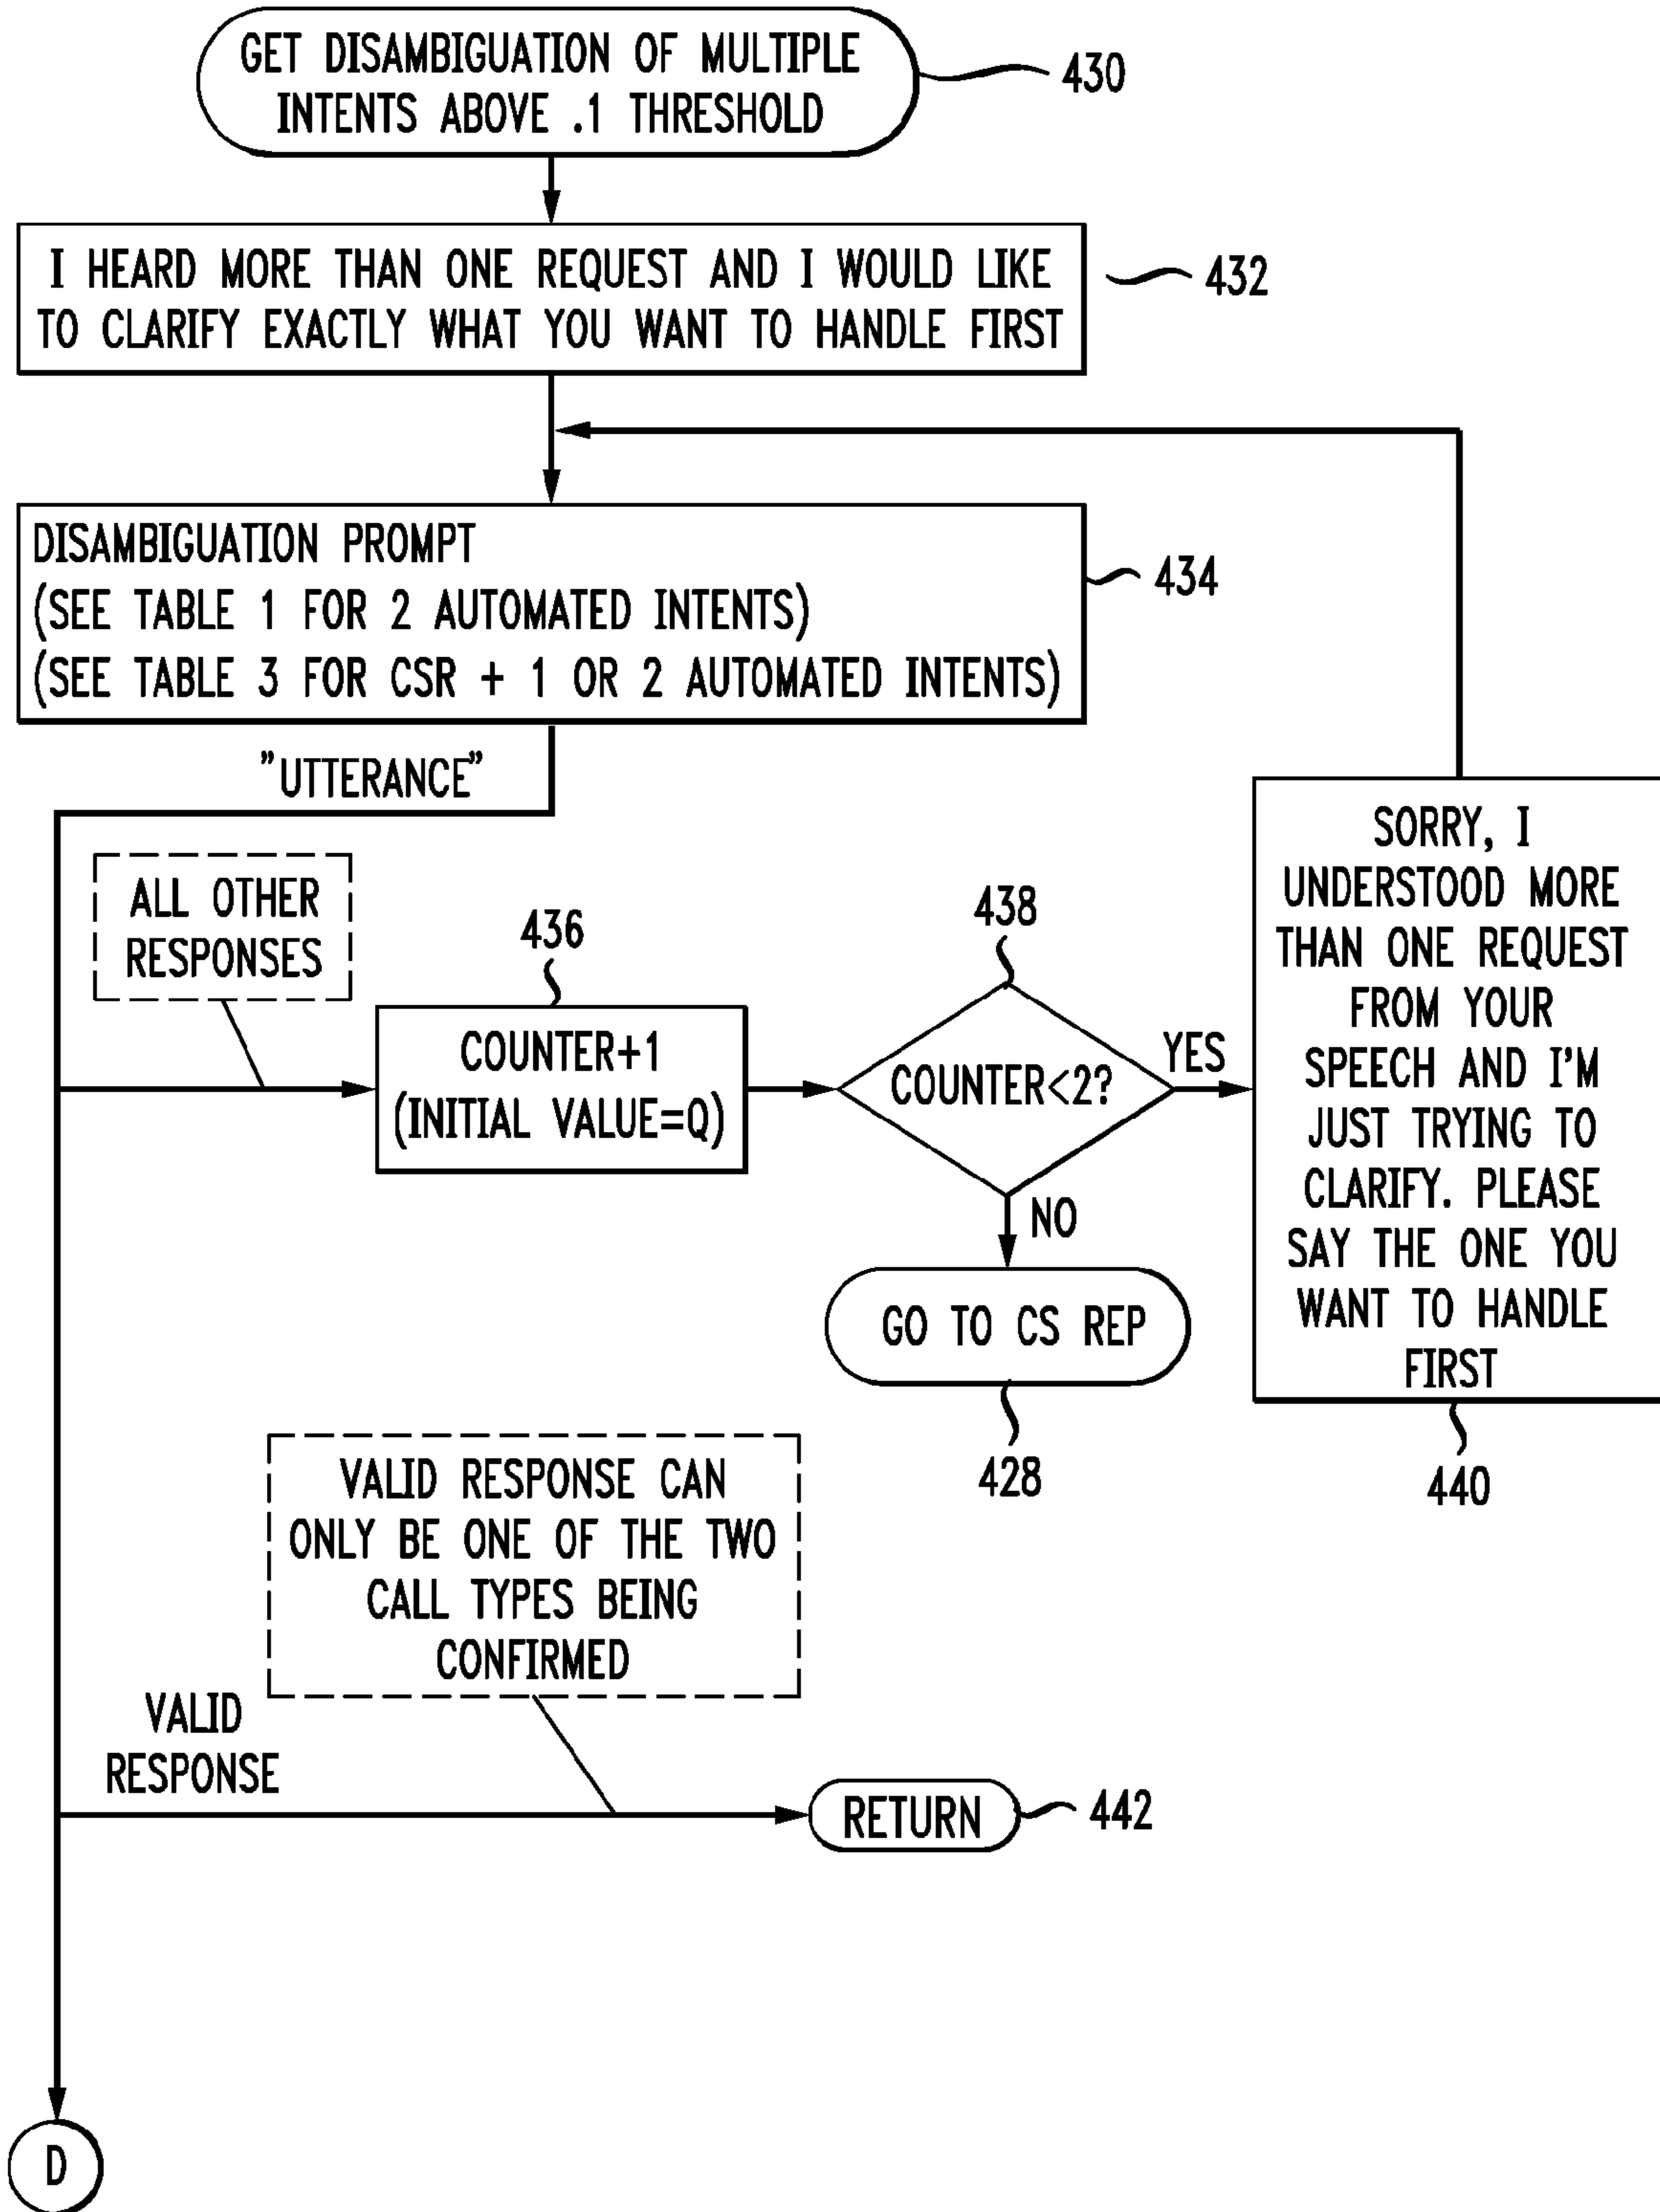 GET DISAMBIGUATION OF MULTIPLE
INTENTS ABOVE .1 THRESHOLD
430
I HEARD MORE THAN ONE REQUEST AND I WOULD LIKE
TO CLARIFY EXACTLY WHAT YOU WANT TO HANDLE FIRST
432
DISAMBIGUATION PROMPT
(SEE TABLE 1 FOR 2 AUTOMATED INTENTS)
(SEE TABLE 3 FOR CSR + 1 OR 2 AUTOMATED INTENTS)
434
"UTTERANCE"
ALL OTHER
RESPONSES
436
COUNTER+1
(INITIAL VALUE=Q)
438
COUNTER<2?
YES
NO
GO TO CS REP
428
SORRY, I
UNDERSTOOD MORE
THAN ONE REQUEST
FROM YOUR
SPEECH AND I'M
JUST TRYING TO
CLARIFY. PLEASE
SAY THE ONE YOU
WANT TO HANDLE
FIRST
440
VALID RESPONSE CAN
ONLY BE ONE OF THE TWO
CALL TYPES BEING
CONFIRMED
VALID
RESPONSE
RETURN
442
D